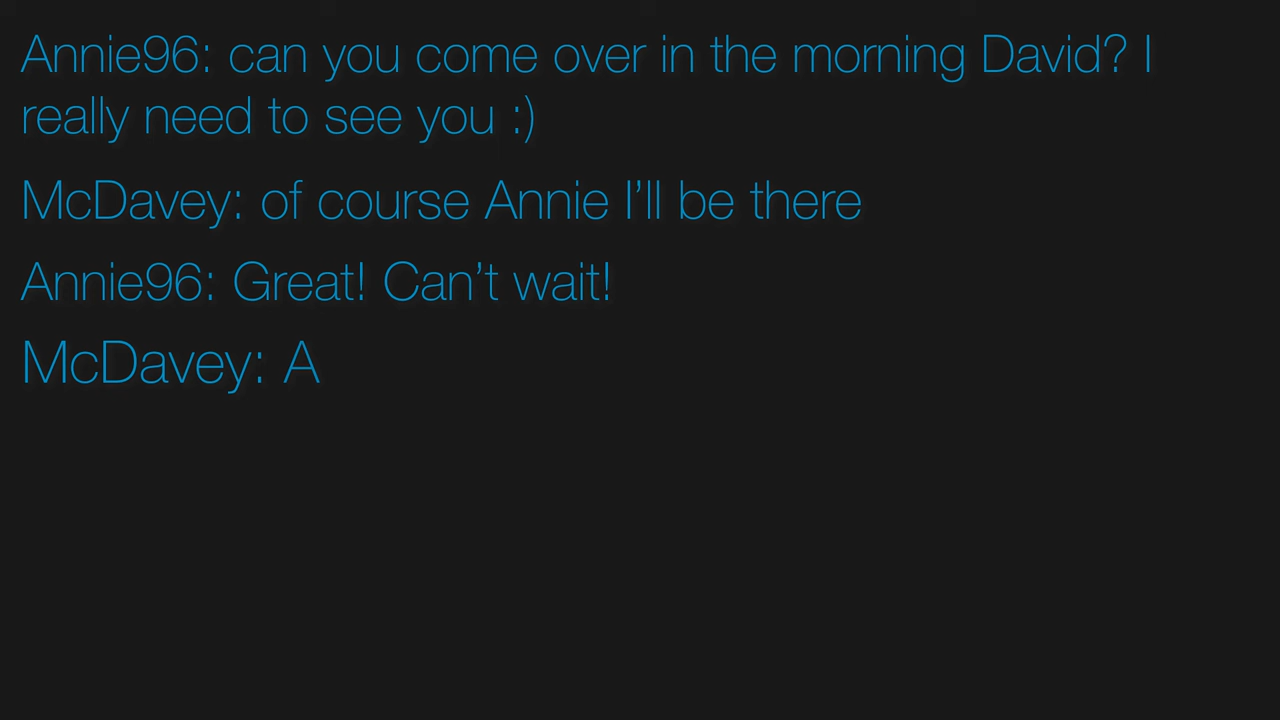 Annie96: can you come over in the morning David? I
really need to see you :)
McDavey: of course Annie I’ll be there
Annie96: Great! Can’t wait!
McDavey: A